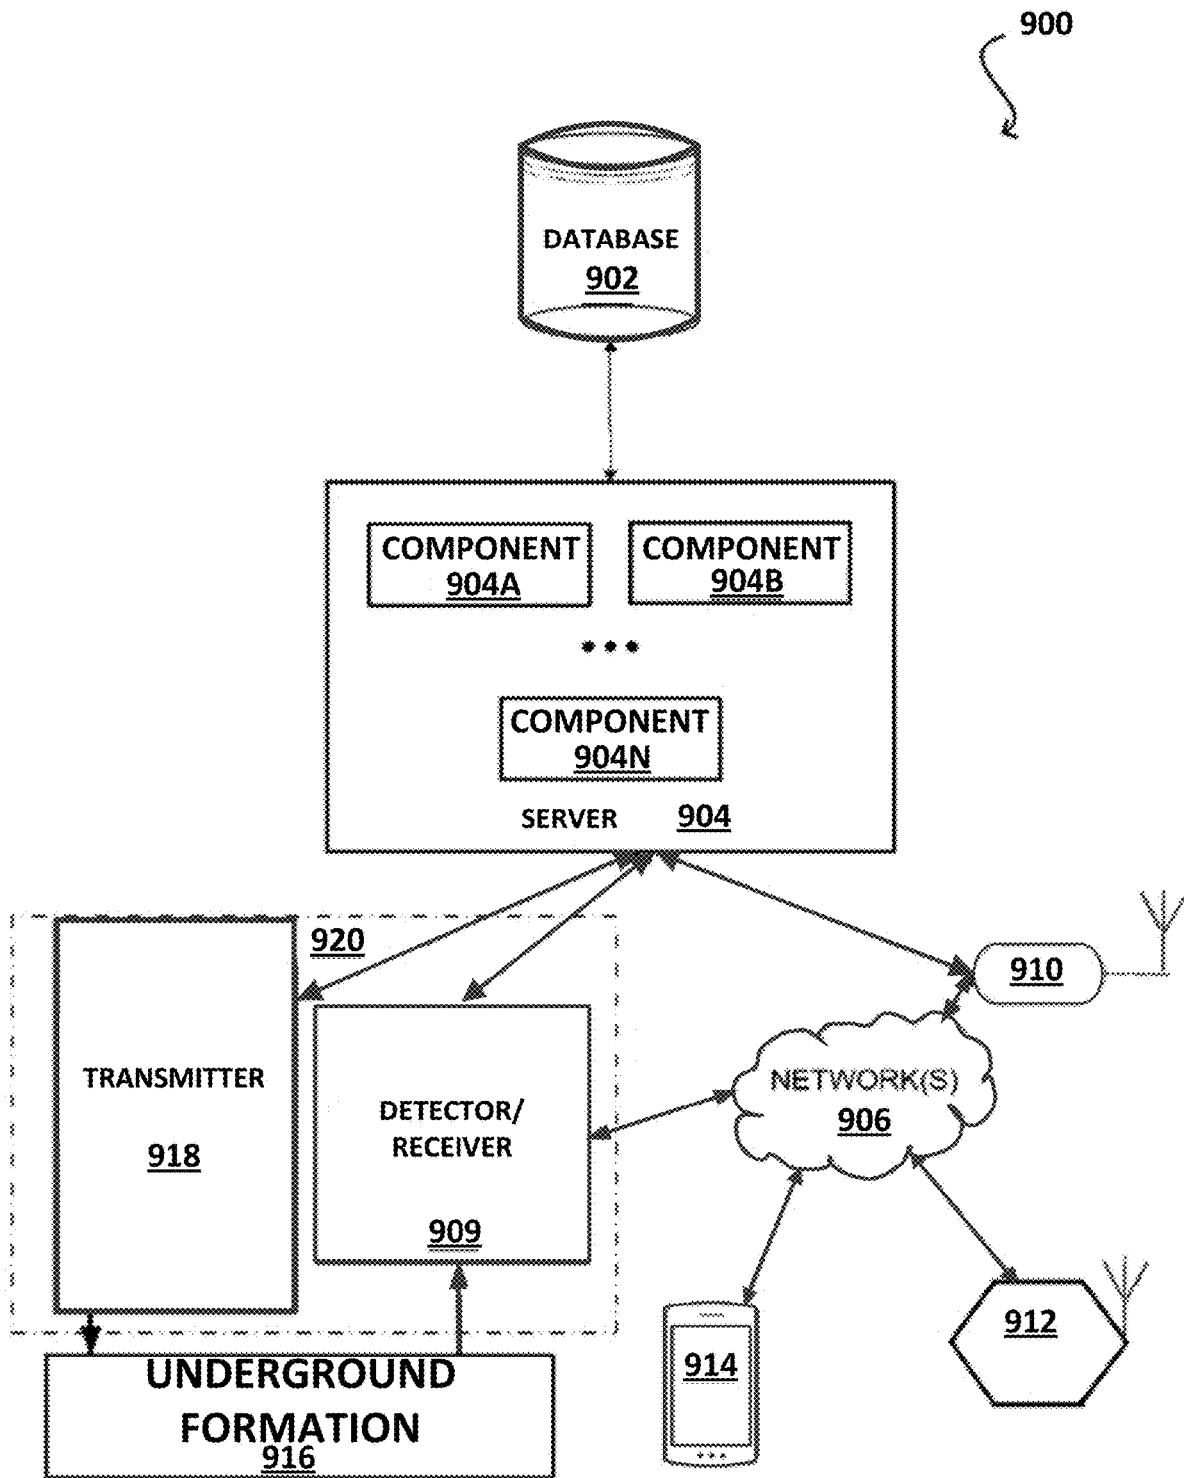 900
DATABASE
902
COMPONENT
904A
COMPONENT
904B
COMPONENT
904N
SERVER 904
920
910
TRANSMITTER
918
DETECTOR/
RECEIVER
909
NETWORK(S)
906
914
912
UNDERGROUND
FORMATION
916